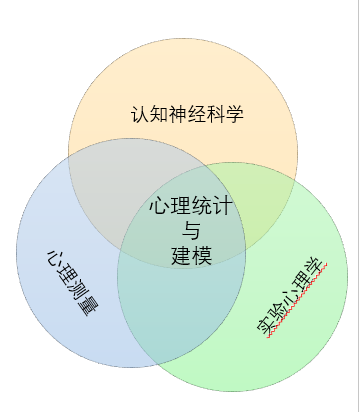 认知神经科学
心理统计
与
建模
心理测量
实验心理学